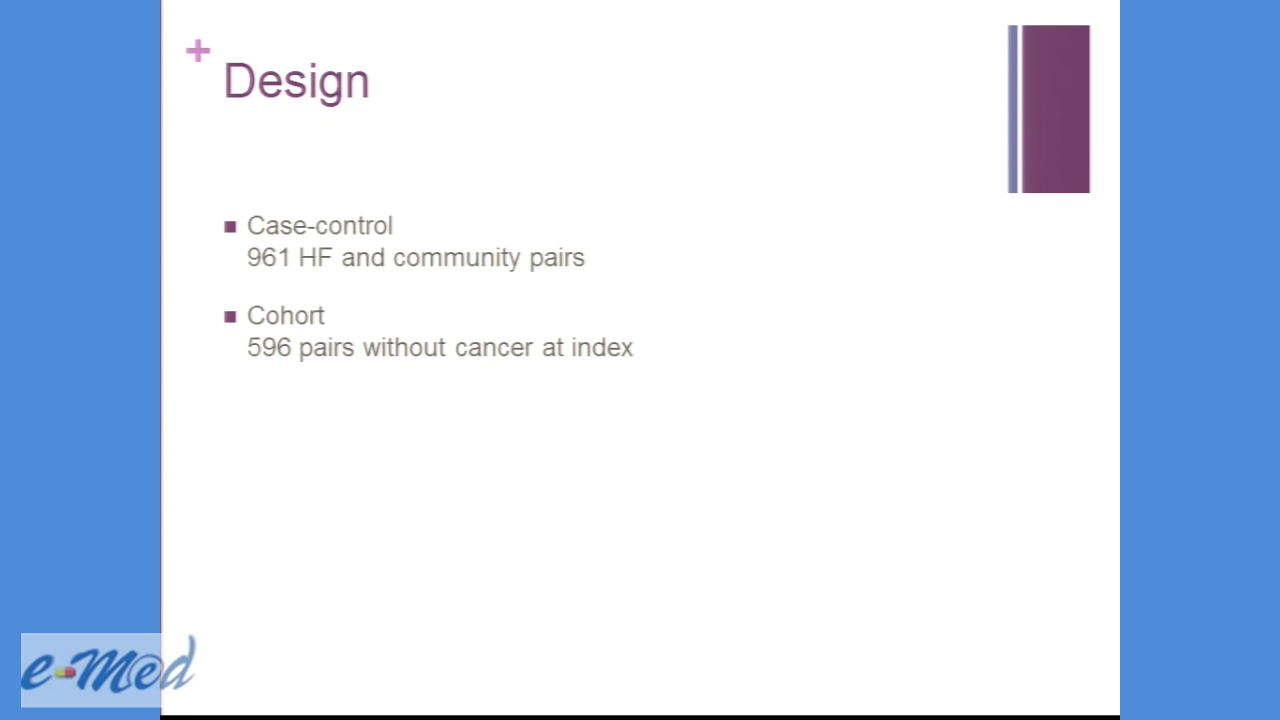 +
Design
Case-control
961 HF and community pairs
Cohort
596 pairs without cancer at index
e-Med